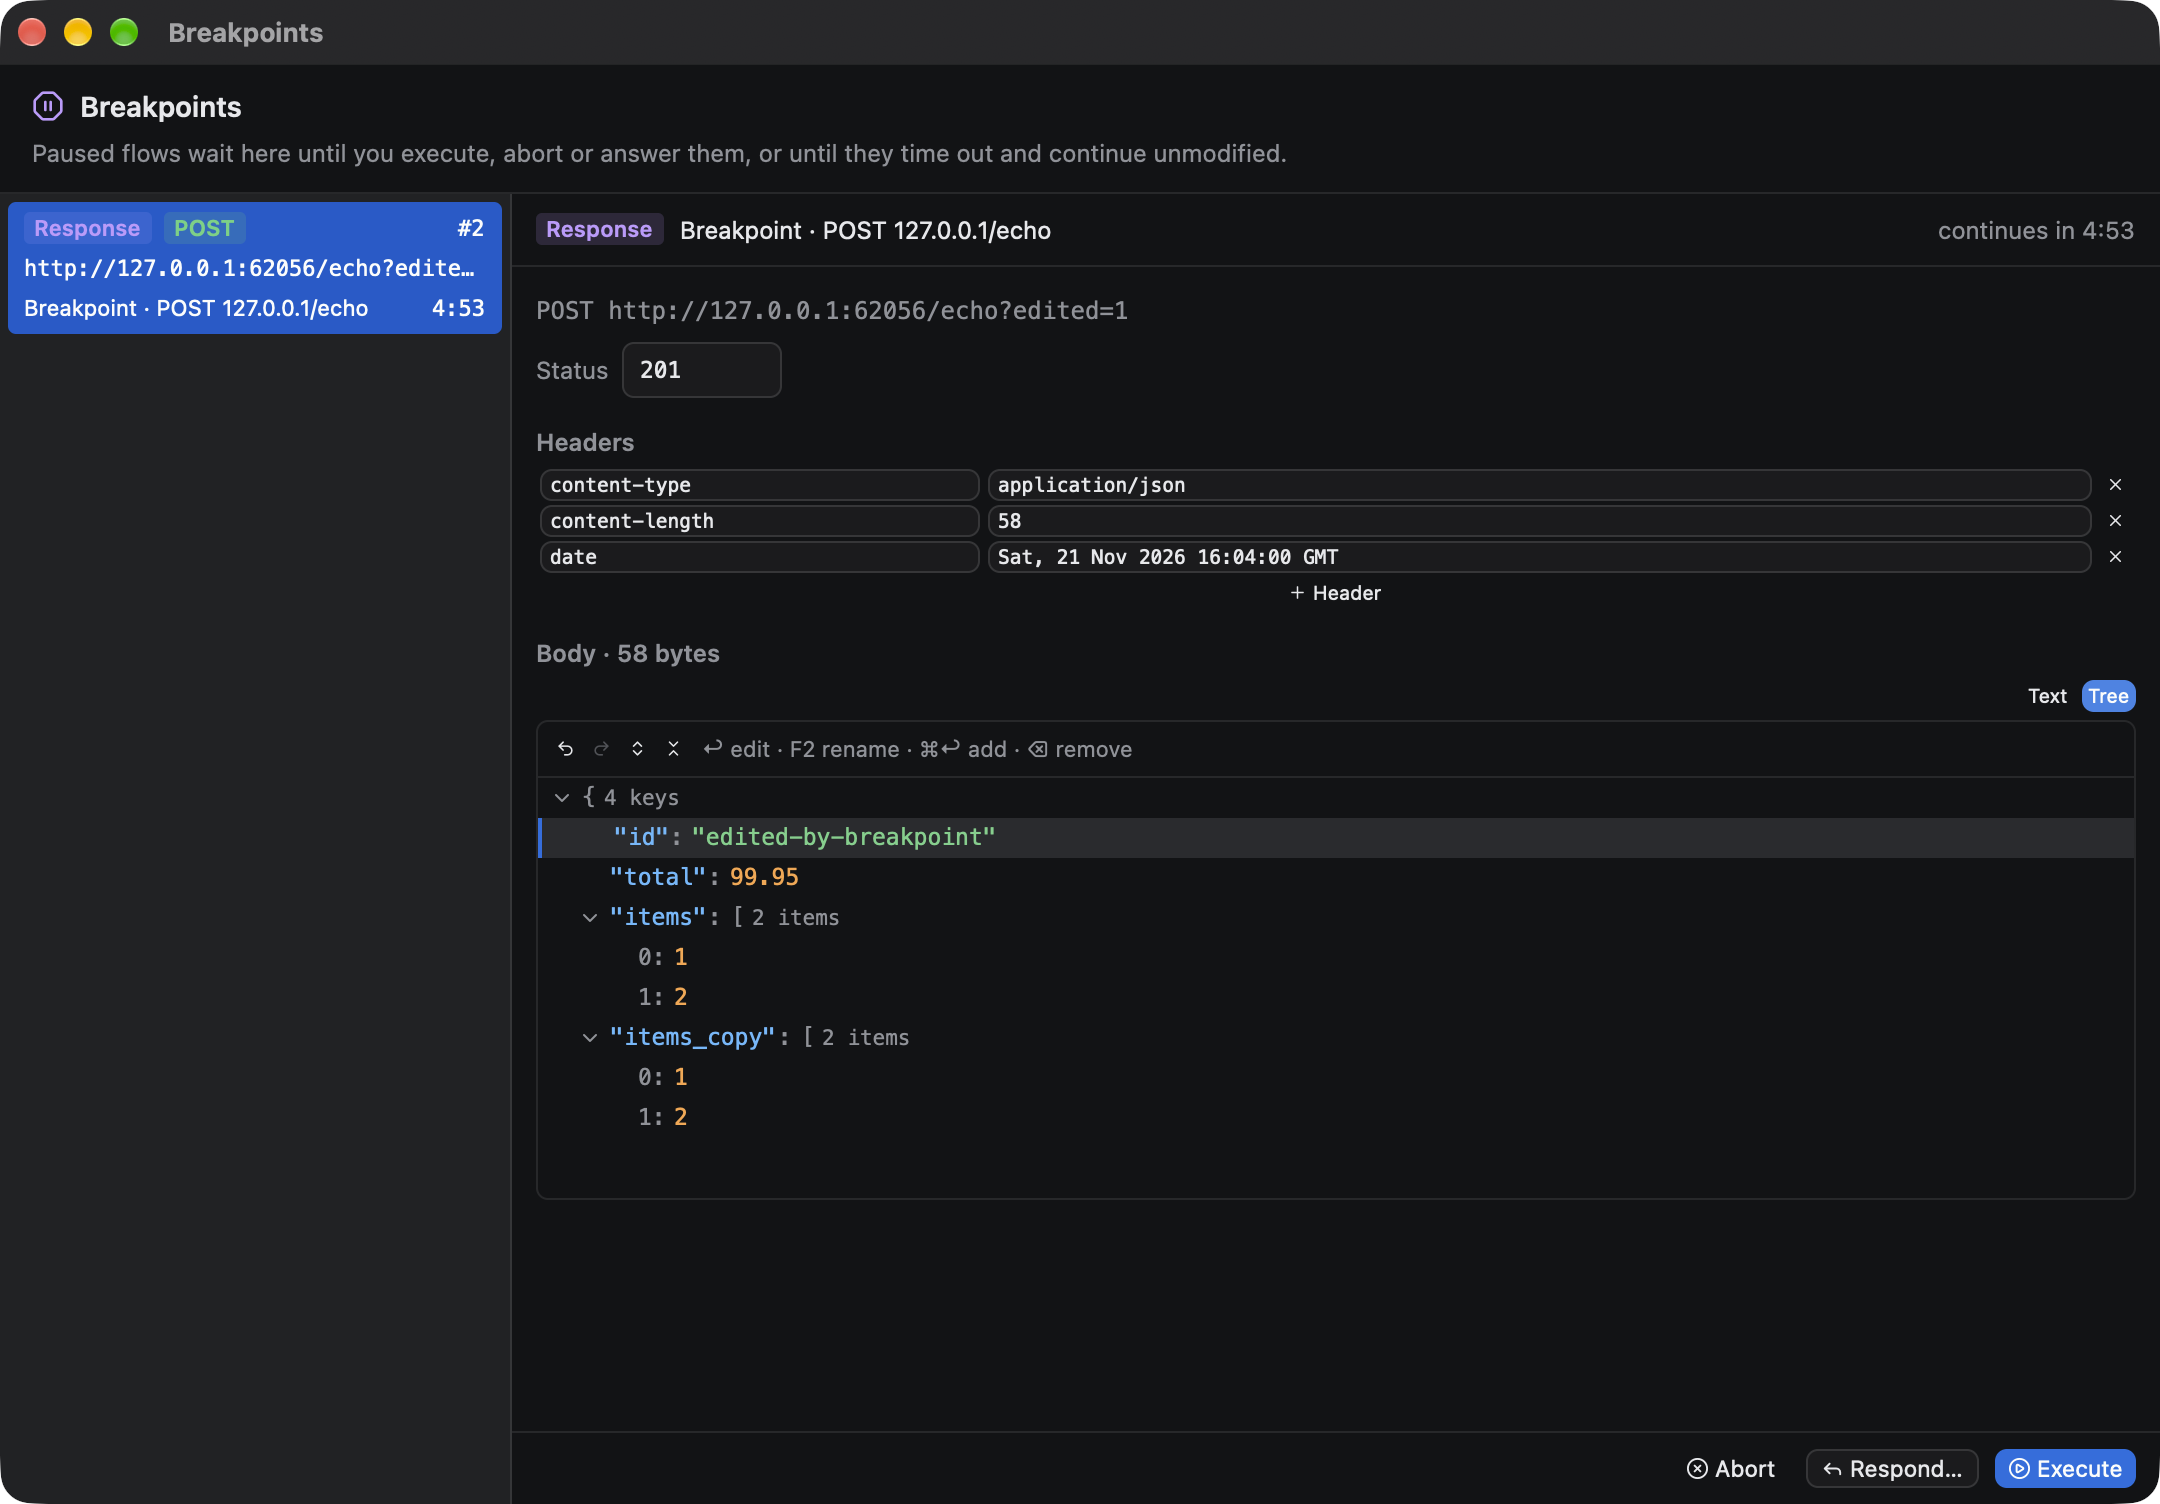 Breakpoints
Breakpoints
Paused flows wait here until you execute, abort or answer them, or until they time out and continue unmodified.
Response POST #2
http://127.0.0.1:62056/echo?edite…
Breakpoint · POST 127.0.0.1/echo 4:53
Response Breakpoint · POST 127.0.0.1/echo continues in 4:53
POST http://127.0.0.1:62056/echo?edited=1
Status 201
Headers
content-type application/json
content-length 58
date Sat, 21 Nov 2026 16:04:00 GMT
+ Header
Body · 58 bytes
Text Tree
↩ edit · F2 rename · ⌘↩ add · ⌫ remove
{ 4 keys
"id": "edited-by-breakpoint"
"total": 99.95
"items": [ 2 items
0: 1
1: 2
"items_copy": [ 2 items
0: 1
1: 2
Abort Respond... Execute